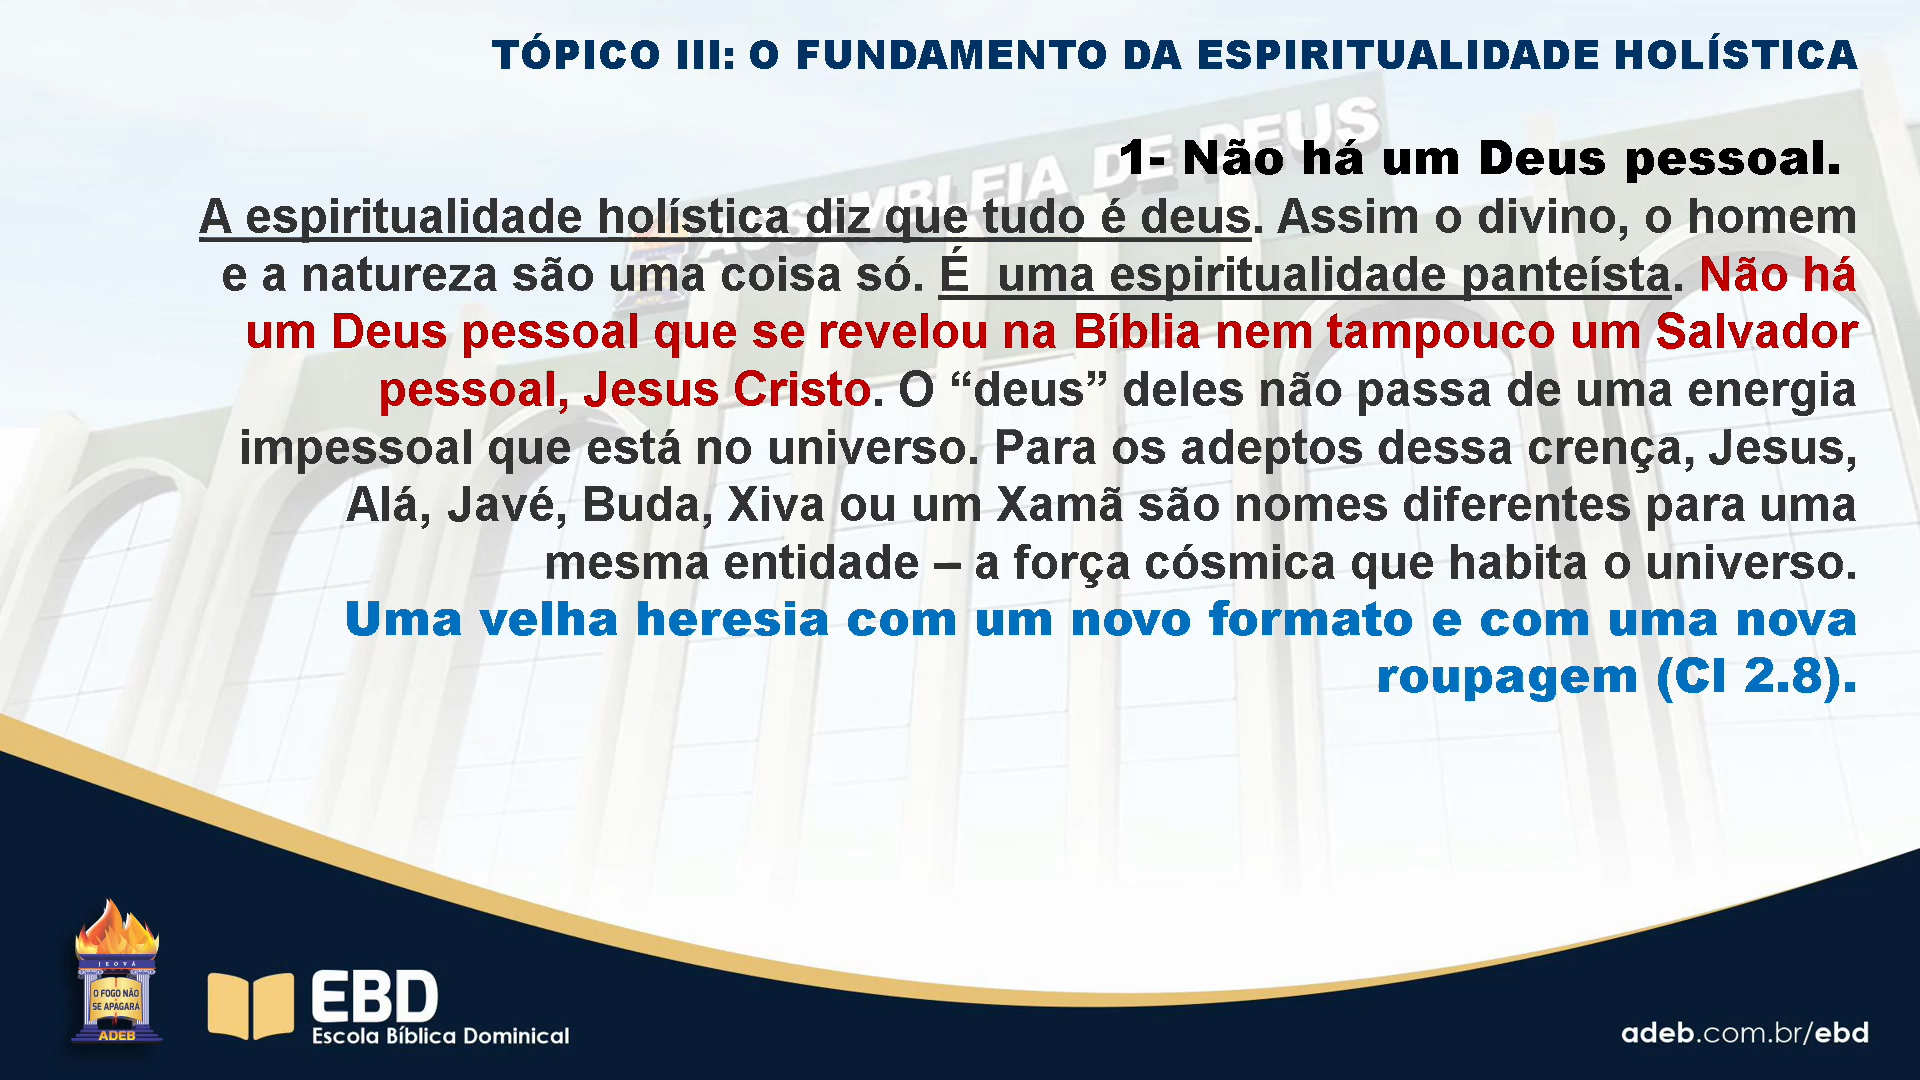 TÓPICO III: O FUNDAMENTO DA ESPIRITUALIDADE HOLÍSTICA
ASSEMBLEIA DE DEUS
1- Não há um Deus pessoal.
A espiritualidade holística diz que tudo é deus. Assim o divino, o homem
e a natureza são uma coisa só. É uma espiritualidade panteísta. Não há
um Deus pessoal que se revelou na Bíblia nem tampouco um Salvador
pessoal, Jesus Cristo. O “deus” deles não passa de uma energia
impessoal que está no universo. Para os adeptos dessa crença, Jesus,
Alá, Javé, Buda, Xiva ou um Xamã são nomes diferentes para uma
mesma entidade – a força cósmica que habita o universo.
Uma velha heresia com um novo formato e com uma nova
roupagem (Cl 2.8).
JEOVÁ
O FOGO NÃO
SE APAGARÁ
ADEB
EBD
Escola Bíblica Dominical
adeb.com.br/ebd